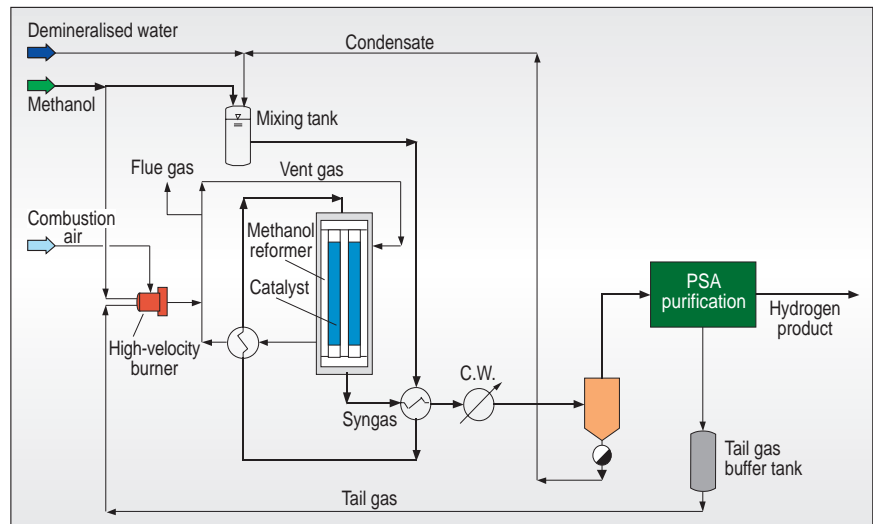 Demineralised water
Condensate
Methanol
Mixing tank
Flue gas
Vent gas
Combustion
air
Methanol
reformer
Catalyst
PSA
purification
Hydrogen
product
High-velocity
burner
C.W.
Syngas
Tail gas
buffer tank
Tail gas